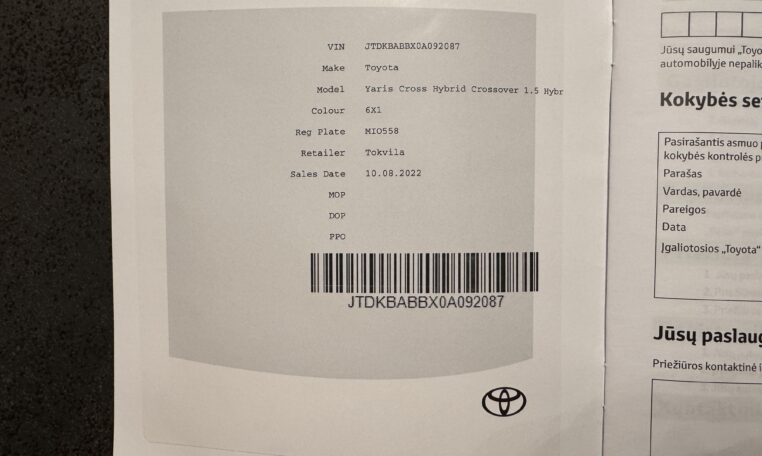 VIN JTDKBABBX0A092087
Make Toyota
Model Yaris Cross Hybrid Crossover 1.5 Hybr
Colour 6X1
Reg Plate MIO558
Retailer Tokvila
Sales Date 10.08.2022
MOP
DOP
PPO
JTDKBABBX0A092087
Jūsų saugumui „Toyo
automobilyje nepalik
Kokybės se
Pasirašantis asmuo p
kokybės kontrolės p
Parašas
Vardas, pavardė
Pareigos
Data
Įgaliotosios „Toyota“
Jūsų paslaug
Priežiūros kontaktinė i